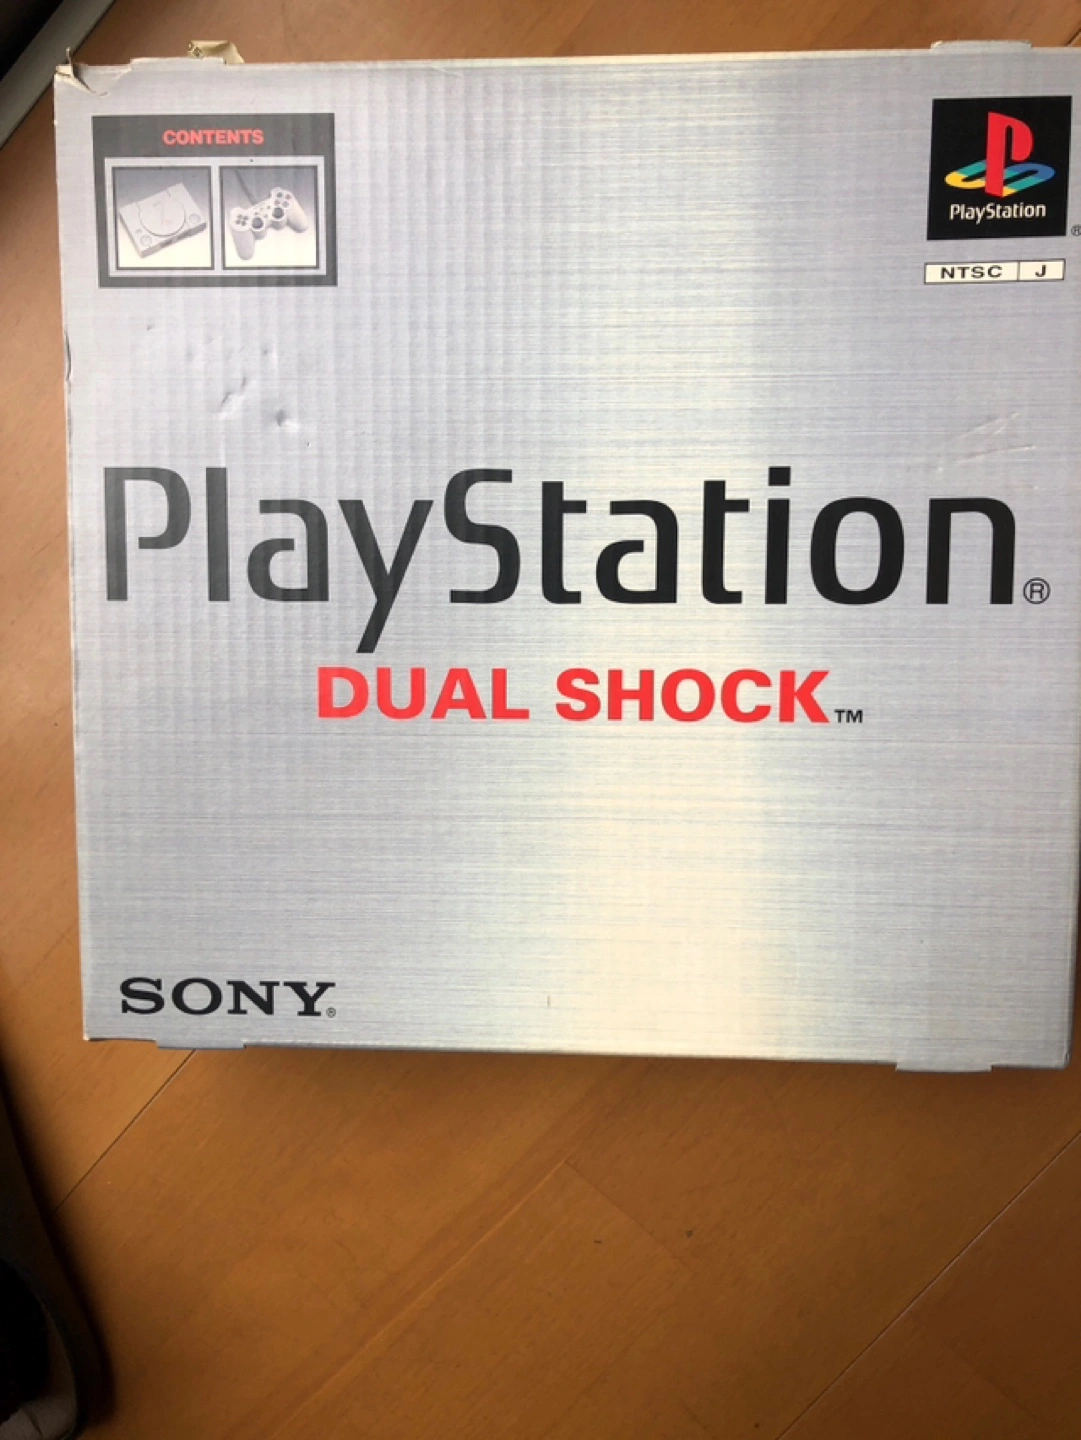 CONTENTS
PlayStation
®
NTSC J
PlayStation®
DUAL SHOCK™
SONY®